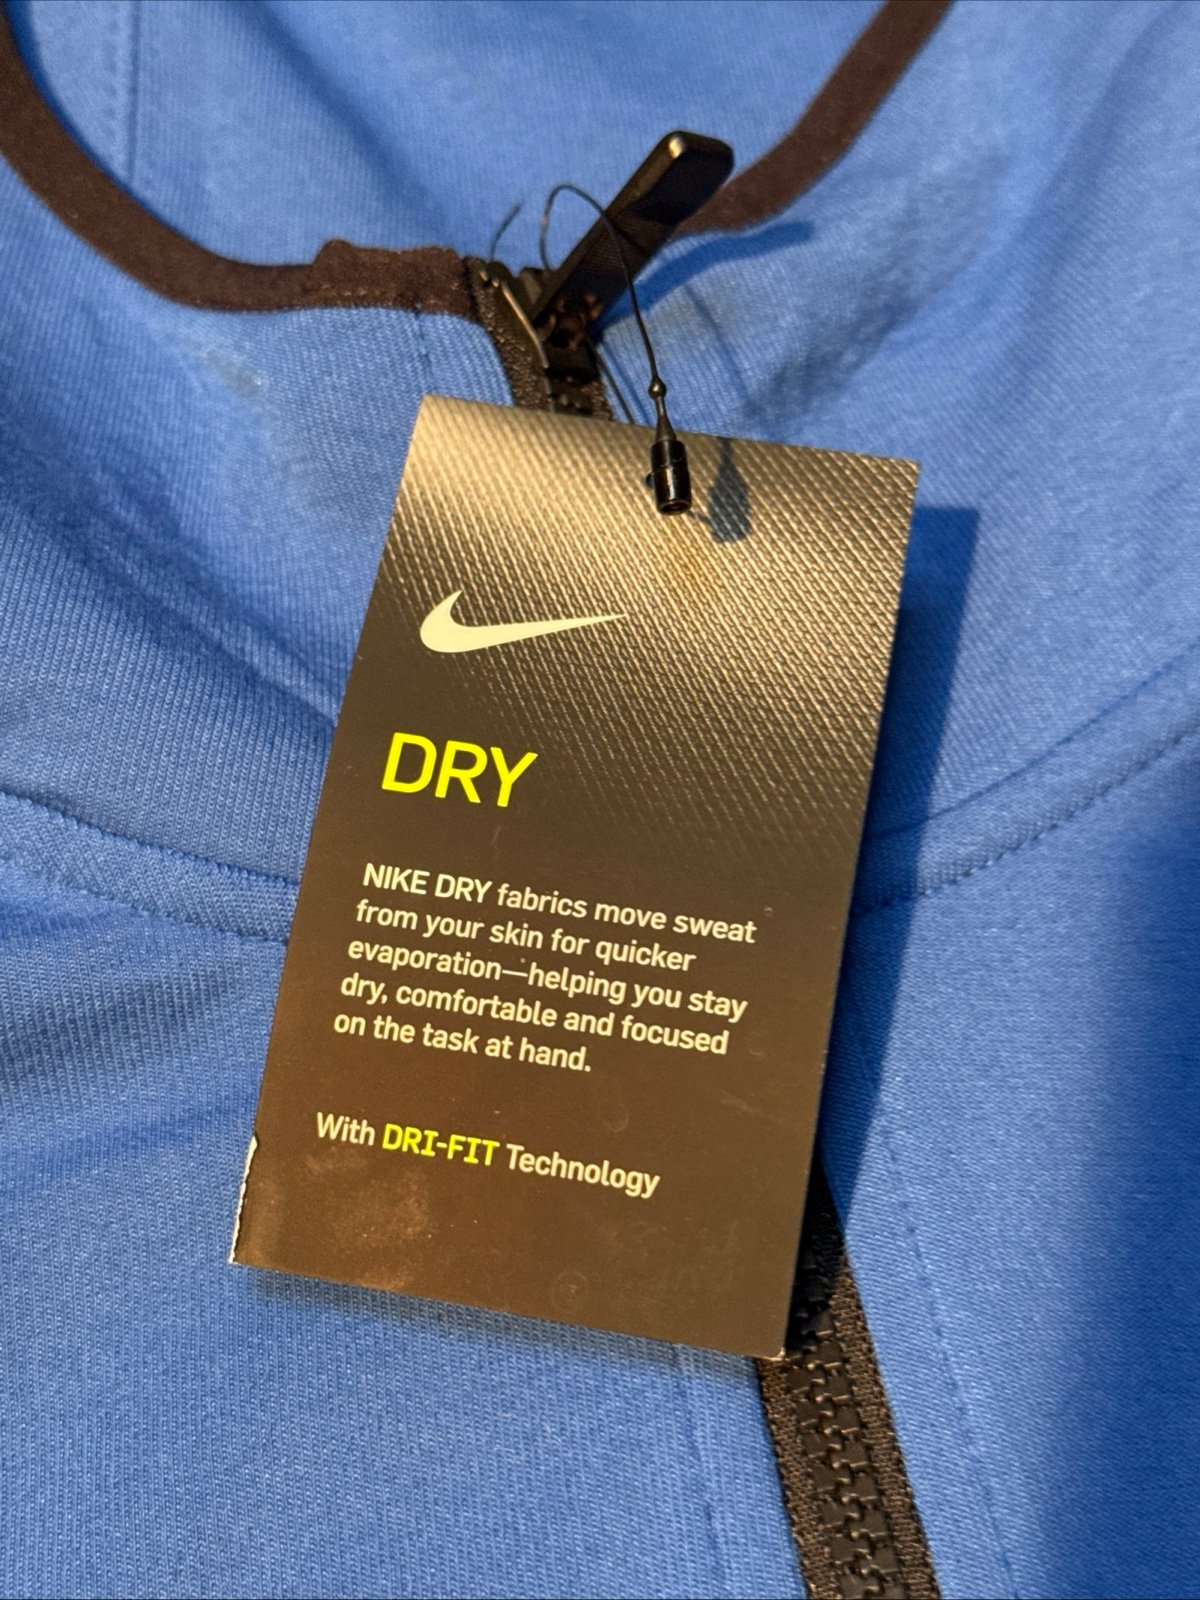 DRY
NIKE DRY fabrics move sweat
from your skin for quicker
evaporation—helping you stay
dry, comfortable and focused
on the task at hand.
With DRI-FIT Technology